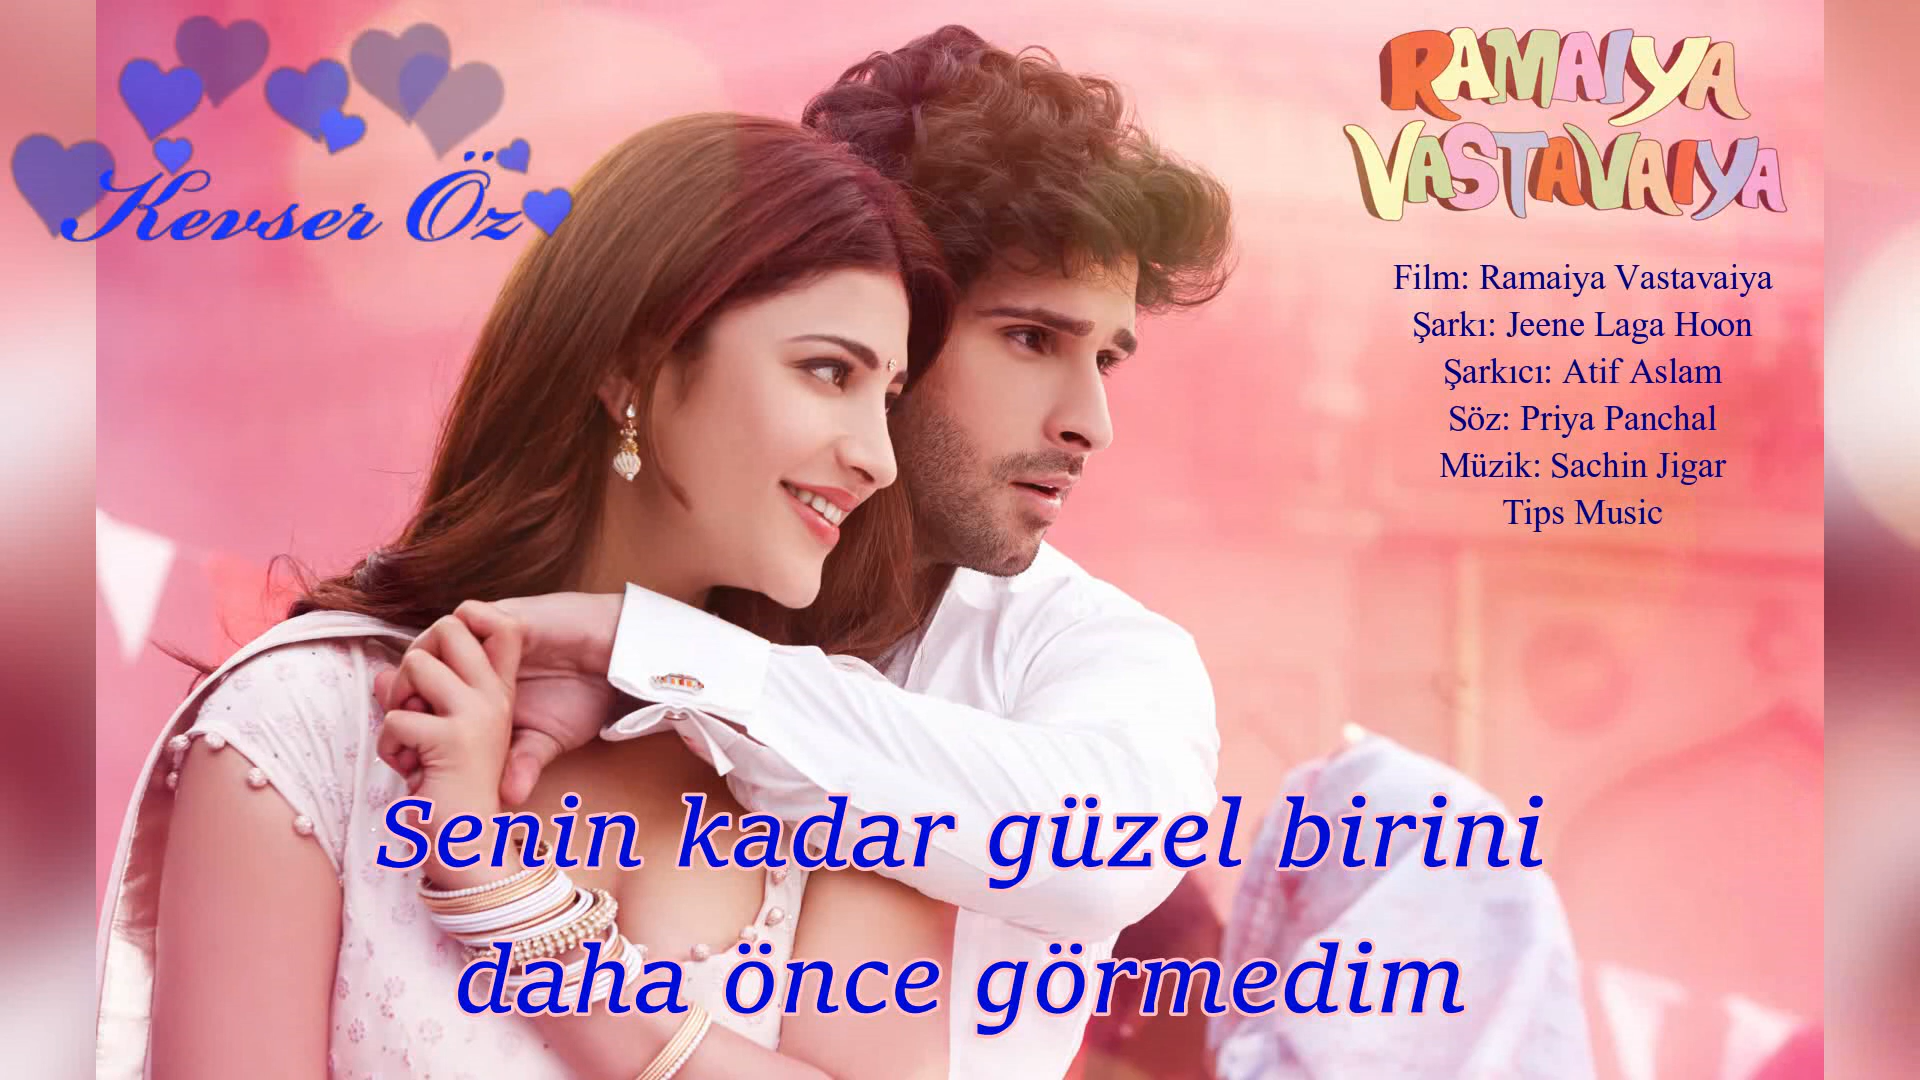 Kevser Öz
RAMAIYA
VASTAVAIYA
Film: Ramaiya Vastavaiya
Şarkı: Jeene Laga Hoon
Şarkıcı: Atif Aslam
Söz: Priya Panchal
Müzik: Sachin Jigar
Tips Music
Senin kadar güzel birini
daha önce görmedim